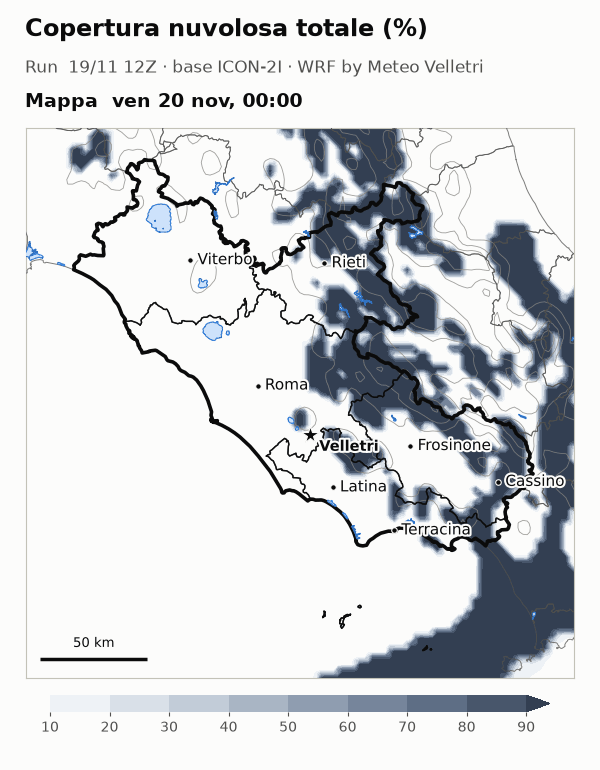 Copertura nuvolosa totale (%)
Run 19/11 12Z · base ICON-2I · WRF by Meteo Velletri
Mappa ven 20 nov, 00:00
Viterbo
Rieti
Roma
Velletri
Frosinone
Cassino
Latina
Terracina
50 km
10 20 30 40 50 60 70 80 90